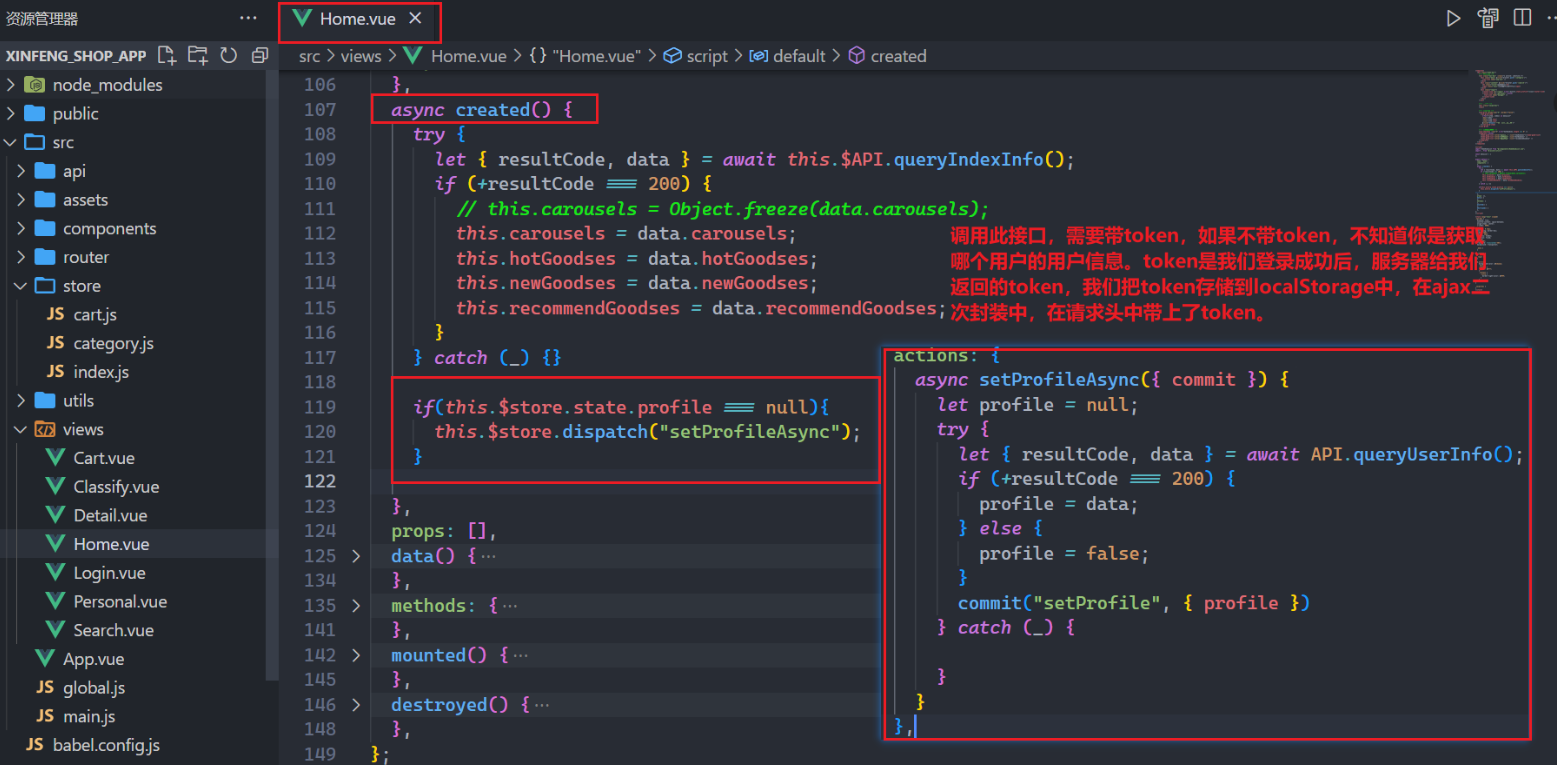 资源管理器
Home.vue
XINFENG_SHOP_APP
src > views > Home.vue > {} "Home.vue" > script > default > created
node_modules
public
src
api
assets
components
router
store
JS cart.js
JS category.js
JS index.js
utils
views
Cart.vue
Classify.vue
Detail.vue
Home.vue
Login.vue
Personal.vue
Search.vue
App.vue
JS global.js
JS main.js
JS babel.config.js
106 },
107 async created() {
108 try {
109 let { resultCode, data } = await this.$API.queryIndexInfo();
110 if (+resultCode === 200) {
111 // this.carousels = Object.freeze(data.carousels);
112 this.carousels = data.carousels;
113 this.hotGoodses = data.hotGoodses;
114 this.newGoodses = data.newGoodses;
115 this.recommendGoodses = data.recommendGoodses;
116 }
117 } catch (_) {}
118
119 if(this.$store.state.profile === null){
120 this.$store.dispatch("setProfileAsync");
121 }
122
123 },
124 props: [],
125 data() {···
134 },
135 methods: {···
141 },
142 mounted() {···
145 },
146 destroyed() {···
148 },
149 };
调用此接口，需要带token，如果不带token，不知道你是获取
哪个用户的用户信息。token是我们登录成功后，服务器给我们
返回的token，我们把token存储到localStorage中，在ajax二
次封装中，在请求头中带上了token。
actions: {
async setProfileAsync({ commit }) {
let profile = null;
try {
let { resultCode, data } = await API.queryUserInfo();
if (+resultCode === 200) {
profile = data;
} else {
profile = false;
}
commit("setProfile", { profile })
} catch (_) {
}
}
},